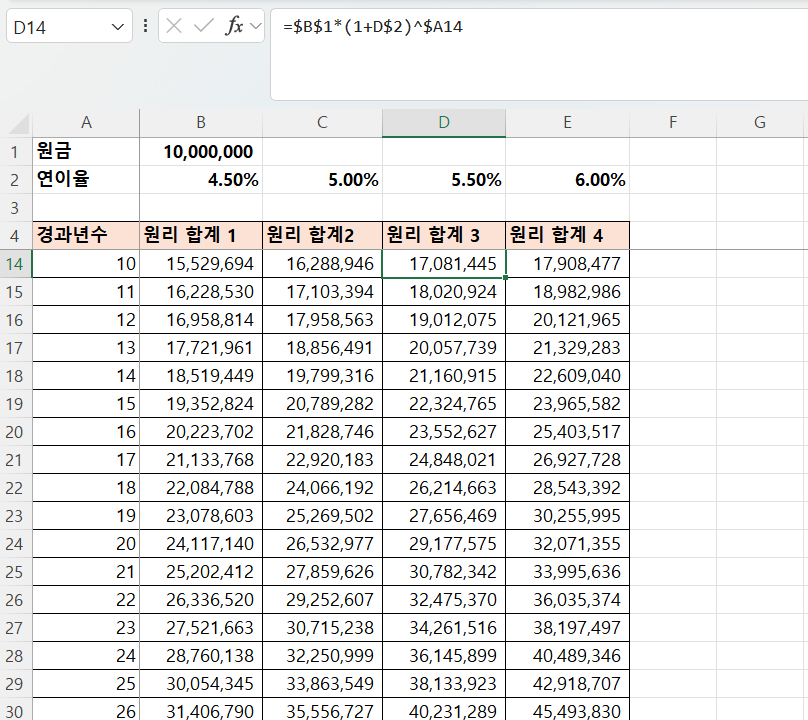 D14 fx =$B$1*(1+D$2)^$A14
A B C D E F G
1 원금 10,000,000
2 연이율 4.50% 5.00% 5.50% 6.00%
3
4 경과년수 원리 합계 1 원리 합계2 원리 합계 3 원리 합계 4
14 10 15,529,694 16,288,946 17,081,445 17,908,477
15 11 16,228,530 17,103,394 18,020,924 18,982,986
16 12 16,958,814 17,958,563 19,012,075 20,121,965
17 13 17,721,961 18,856,491 20,057,739 21,329,283
18 14 18,519,449 19,799,316 21,160,915 22,609,040
19 15 19,352,824 20,789,282 22,324,765 23,965,582
20 16 20,223,702 21,828,746 23,552,627 25,403,517
21 17 21,133,768 22,920,183 24,848,021 26,927,728
22 18 22,084,788 24,066,192 26,214,663 28,543,392
23 19 23,078,603 25,269,502 27,656,469 30,255,995
24 20 24,117,140 26,532,977 29,177,575 32,071,355
25 21 25,202,412 27,859,626 30,782,342 33,995,636
26 22 26,336,520 29,252,607 32,475,370 36,035,374
27 23 27,521,663 30,715,238 34,261,516 38,197,497
28 24 28,760,138 32,250,999 36,145,899 40,489,346
29 25 30,054,345 33,863,549 38,133,923 42,918,707
30 26 31,406,790 35,556,727 40,231,289 45,493,830